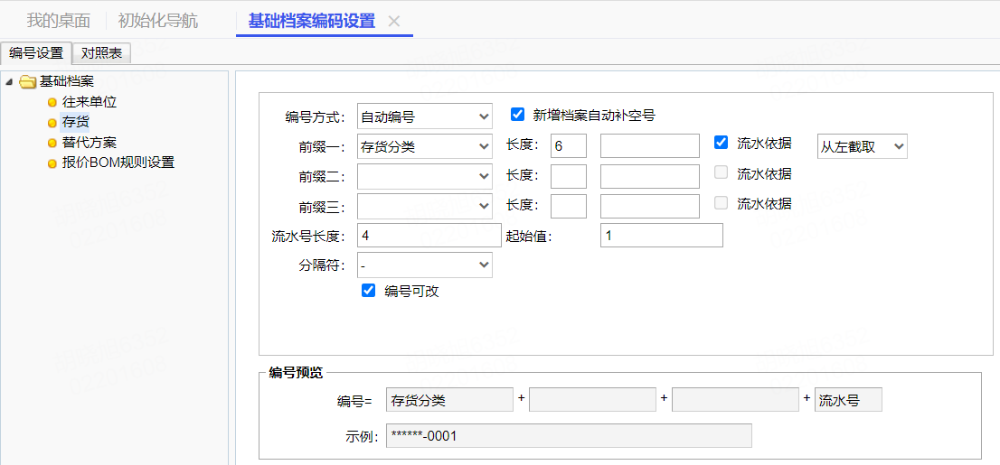 我的桌面 初始化导航 基础档案编码设置
编号设置 对照表
基础档案
往来单位
存货
替代方案
报价BOM规则设置
编号方式： 自动编号 新增档案自动补空号
前缀一： 存货分类 长度： 6 流水依据 从左截取
前缀二： 长度： 流水依据
前缀三： 长度： 流水依据
流水号长度： 4 起始值： 1
分隔符： -
编号可改
编号预览
编号= 存货分类 + + + 流水号
示例： ******-0001